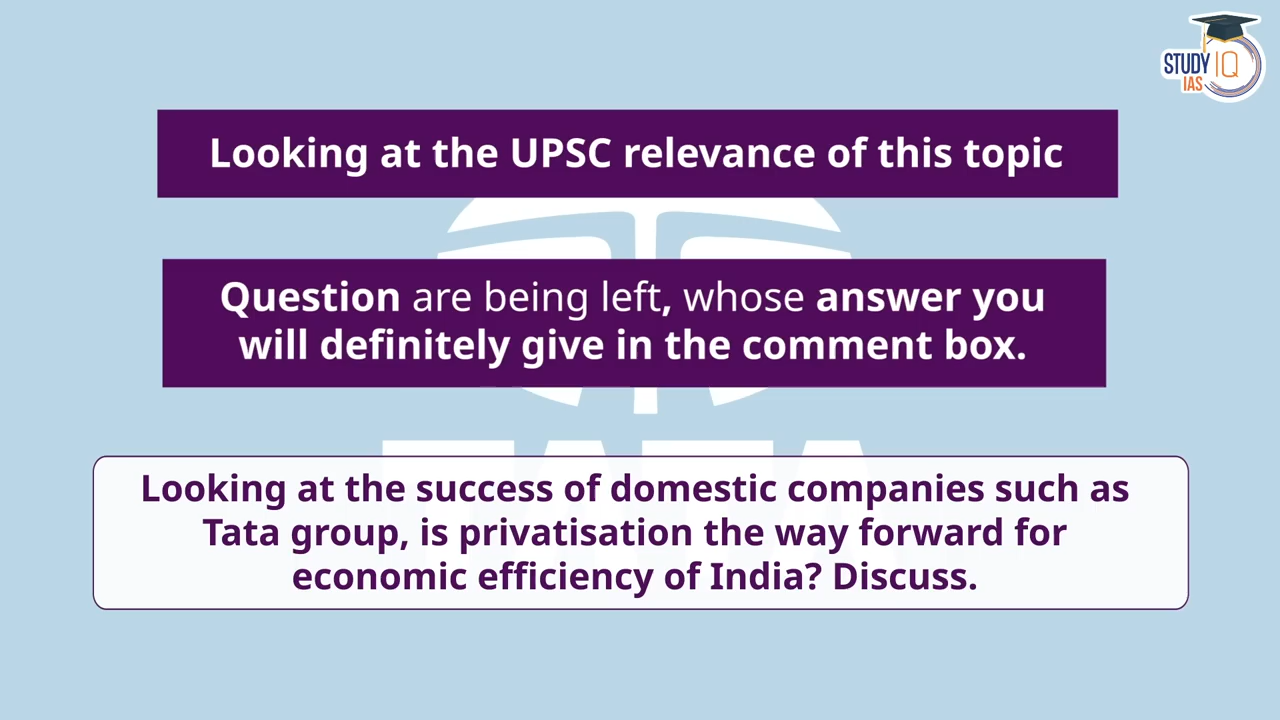 STUDY IQ
IAS
Looking at the UPSC relevance of this topic
Question are being left, whose answer you
will definitely give in the comment box.
TATA
Looking at the success of domestic companies such as
Tata group, is privatisation the way forward for
economic efficiency of India? Discuss.